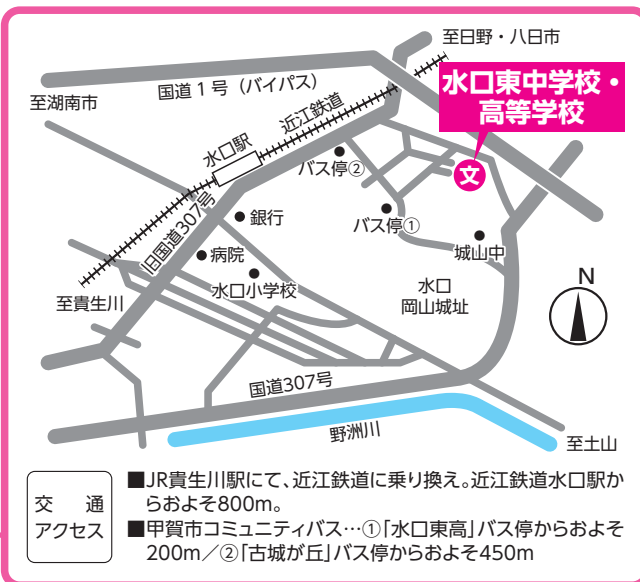 至日野・八日市
国道1号（バイパス）
至湖南市
近江鉄道
水口東中学校・
高等学校
水口駅
バス停②
文
旧国道307号
銀行
バス停①
病院
城山中
水口小学校
水口
岡山城址
N
至貴生川
国道307号
野洲川
至土山
交　通
アクセス
■JR貴生川駅にて、近江鉄道に乗り換え。近江鉄道水口駅か
らおよそ800m。
■甲賀市コミュニティバス…①「水口東高」バス停からおよそ
200m／②「古城が丘」バス停からおよそ450m